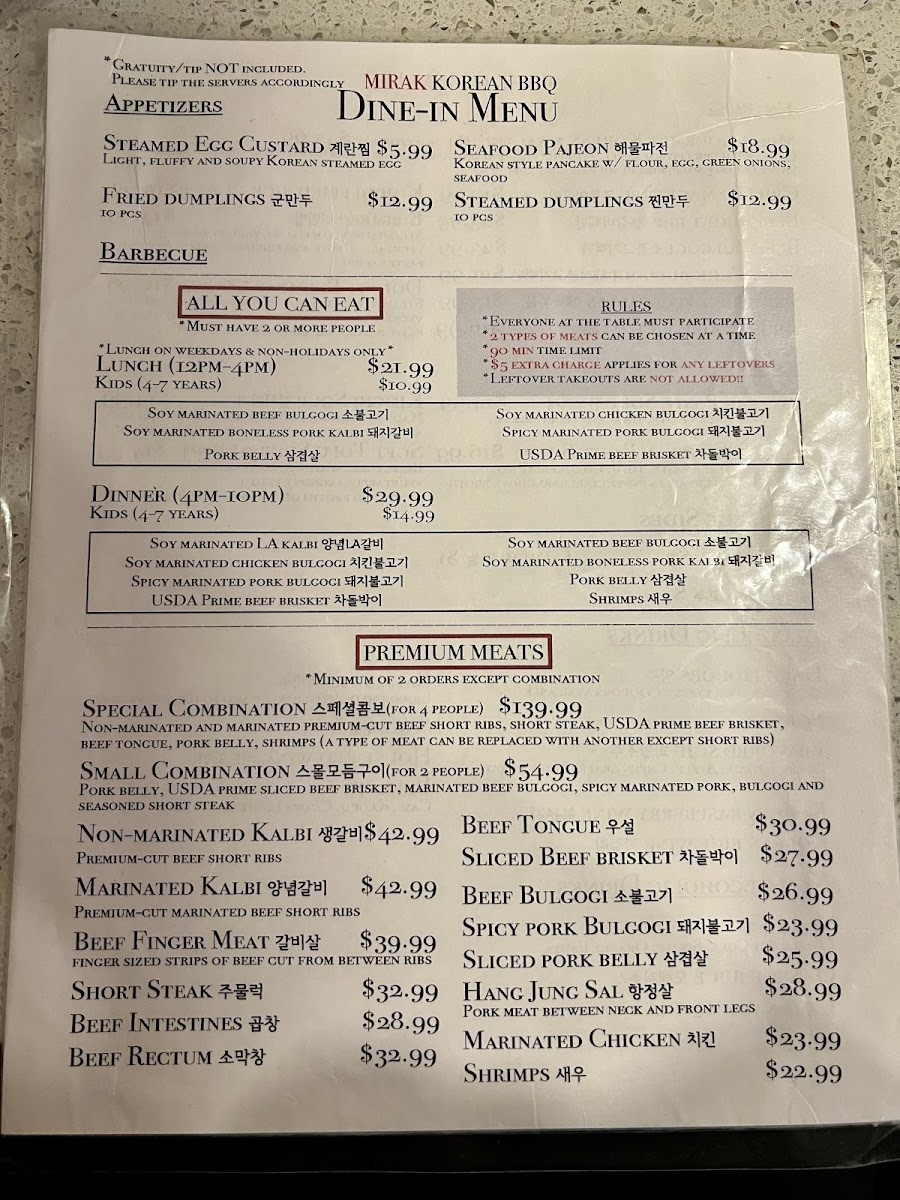 *Gratuity/tip NOT included.
Please tip the servers accordingly
MIRAK KOREAN BBQ
Dine-in Menu
Appetizers
Steamed Egg Custard 계란찜 $5.99
Light, fluffy and soupy Korean steamed egg
Seafood Pajeon 해물파전 $18.99
Korean style pancake w/ flour, egg, green onions,
seafood
Fried dumplings 군만두 $12.99
10 pcs
Steamed dumplings 찐만두 $12.99
10 pcs
Barbecue
ALL YOU CAN EAT
*Must have 2 or more people
RULES
*Everyone at the table must participate
*2 types of meats can be chosen at a time
*90 min time limit
*$5 extra charge applies for any leftovers
*Leftover takeouts are not allowed!!
*Lunch on weekdays & non-holidays only*
Lunch (12pm-4pm) $21.99
Kids (4-7 years) $10.99
Soy marinated beef bulgogi 소불고기
Soy marinated chicken bulgogi 치킨불고기
Soy marinated boneless pork kalbi 돼지갈비
Spicy marinated pork bulgogi 돼지불고기
Pork belly 삼겹살
USDA Prime beef brisket 차돌박이
Dinner (4pm-10pm) $29.99
Kids (4-7 years) $14.99
Soy marinated LA kalbi 양념LA갈비
Soy marinated beef bulgogi 소불고기
Soy marinated chicken bulgogi 치킨불고기
Soy marinated boneless pork kalbi 돼지갈비
Spicy marinated pork bulgogi 돼지불고기
Pork belly 삼겹살
USDA Prime beef brisket 차돌박이
Shrimps 새우
PREMIUM MEATS
*Minimum of 2 orders except combination
Special Combination 스페셜콤보(for 4 people) $139.99
Non-marinated and marinated premium-cut beef short ribs, short steak, USDA prime beef brisket,
beef tongue, pork belly, shrimps (a type of meat can be replaced with another except short ribs)
Small Combination 스몰모듬구이(for 2 people) $54.99
Pork belly, USDA prime sliced beef brisket, marinated beef bulgogi, spicy marinated pork, bulgogi and
seasoned short steak
Non-marinated Kalbi 생갈비 $42.99
Premium-cut beef short ribs
Marinated Kalbi 양념갈비 $42.99
Premium-cut marinated beef short ribs
Beef Finger Meat 갈비살 $39.99
finger sized strips of beef cut from between ribs
Short Steak 주물럭 $32.99
Beef Intestines 곱창 $28.99
Beef Rectum 소막창 $32.99
Beef Tongue 우설 $30.99
Sliced Beef brisket 차돌박이 $27.99
Beef Bulgogi 소불고기 $26.99
Spicy pork Bulgogi 돼지불고기 $23.99
Sliced pork belly 삼겹살 $25.99
Hang Jung Sal 항정살 $28.99
Pork meat between neck and front legs
Marinated Chicken 치킨 $23.99
Shrimps 새우 $22.99